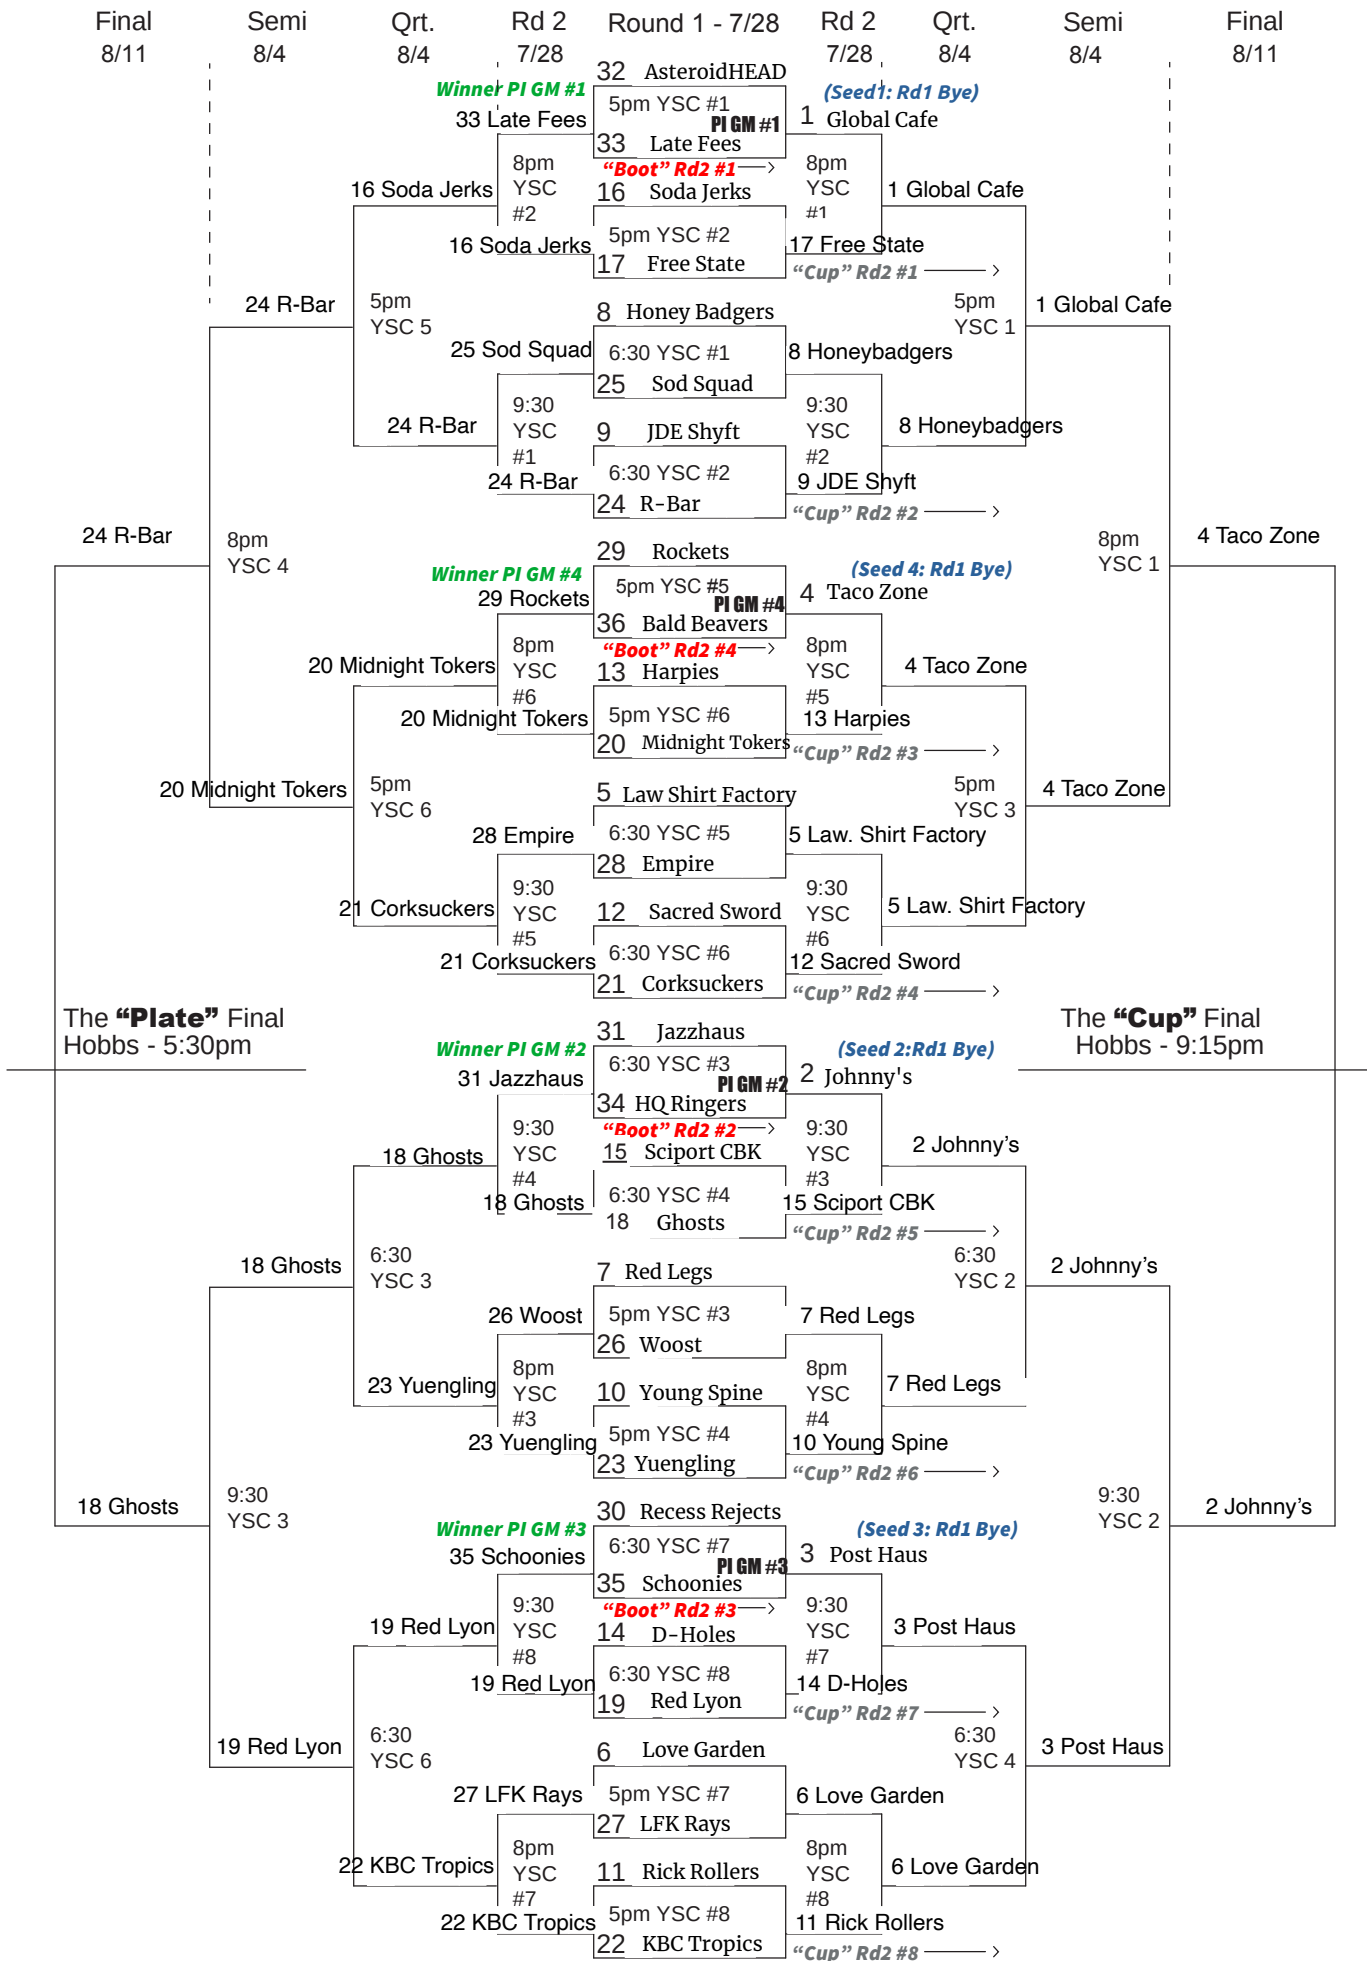 Final Semi Qrt. Rd 2 Round 1 - 7/28 Rd 2 Qrt. Semi Final
8/11 8/4 8/4 7/28 7/28 8/4 8/4 8/11
32 AsteroidHEAD
Winner PI GM #1
(Seed1: Rd1 Bye)
5pm YSC #1
33 Late Fees
PI GM #1
1 Global Cafe
33 Late Fees
"Boot" Rd2 #1
8pm
YSC
#2
8pm
YSC
#1
16 Soda Jerks
16 Soda Jerks
1 Global Cafe
5pm YSC #2
16 Soda Jerks
17 Free State
17 Free State
"Cup" Rd2 #1
24 R-Bar
5pm
YSC 5
8 Honey Badgers
5pm
YSC 1
1 Global Cafe
25 Sod Squad
6:30 YSC #1
8 Honeybadgers
25 Sod Squad
9:30
YSC
#1
9:30
YSC
#2
24 R-Bar
9 JDE Shyft
8 Honeybadgers
6:30 YSC #2
24 R-Bar
9 JDE Shyft
24 R-Bar
"Cup" Rd2 #2
24 R-Bar
8pm
YSC 4
8pm
YSC 1
4 Taco Zone
29 Rockets
Winner PI GM #4
(Seed 4: Rd1 Bye)
5pm YSC #5
29 Rockets
PI GM #4
4 Taco Zone
36 Bald Beavers
"Boot" Rd2 #4
8pm
YSC
#6
8pm
YSC
#5
20 Midnight Tokers
13 Harpies
4 Taco Zone
20 Midnight Tokers
5pm YSC #6
13 Harpies
20 Midnight Tokers
"Cup" Rd2 #3
20 Midnight Tokers
5pm
YSC 6
5 Law Shirt Factory
5pm
YSC 3
4 Taco Zone
28 Empire
6:30 YSC #5
5 Law. Shirt Factory
28 Empire
9:30
YSC
#5
9:30
YSC
#6
21 Corksuckers
12 Sacred Sword
5 Law. Shirt Factory
21 Corksuckers
6:30 YSC #6
12 Sacred Sword
21 Corksuckers
"Cup" Rd2 #4
The "Plate" Final
Hobbs - 5:30pm
The "Cup" Final
Hobbs - 9:15pm
31 Jazzhaus
Winner PI GM #2
(Seed 2:Rd1 Bye)
6:30 YSC #3
31 Jazzhaus
PI GM #2
2 Johnny's
34 HQ Ringers
"Boot" Rd2 #2
9:30
YSC
#4
9:30
YSC
#3
18 Ghosts
15 Sciport CBK
2 Johnny's
18 Ghosts
6:30 YSC #4
15 Sciport CBK
18 Ghosts
"Cup" Rd2 #5
18 Ghosts
6:30
YSC 3
7 Red Legs
6:30
YSC 2
2 Johnny's
26 Woost
5pm YSC #3
7 Red Legs
26 Woost
8pm
YSC
#3
8pm
YSC
#4
23 Yuengling
10 Young Spine
7 Red Legs
23 Yuengling
5pm YSC #4
10 Young Spine
23 Yuengling
"Cup" Rd2 #6
18 Ghosts
9:30
YSC 3
9:30
YSC 2
2 Johnny's
30 Recess Rejects
Winner PI GM #3
(Seed 3: Rd1 Bye)
6:30 YSC #7
35 Schoonies
PI GM #3
3 Post Haus
35 Schoonies
"Boot" Rd2 #3
9:30
YSC
#8
9:30
YSC
#7
19 Red Lyon
14 D-Holes
3 Post Haus
19 Red Lyon
6:30 YSC #8
14 D-Holes
19 Red Lyon
"Cup" Rd2 #7
19 Red Lyon
6:30
YSC 6
6 Love Garden
6:30
YSC 4
3 Post Haus
27 LFK Rays
5pm YSC #7
6 Love Garden
27 LFK Rays
8pm
YSC
#7
8pm
YSC
#8
22 KBC Tropics
11 Rick Rollers
6 Love Garden
22 KBC Tropics
5pm YSC #8
11 Rick Rollers
22 KBC Tropics
"Cup" Rd2 #8